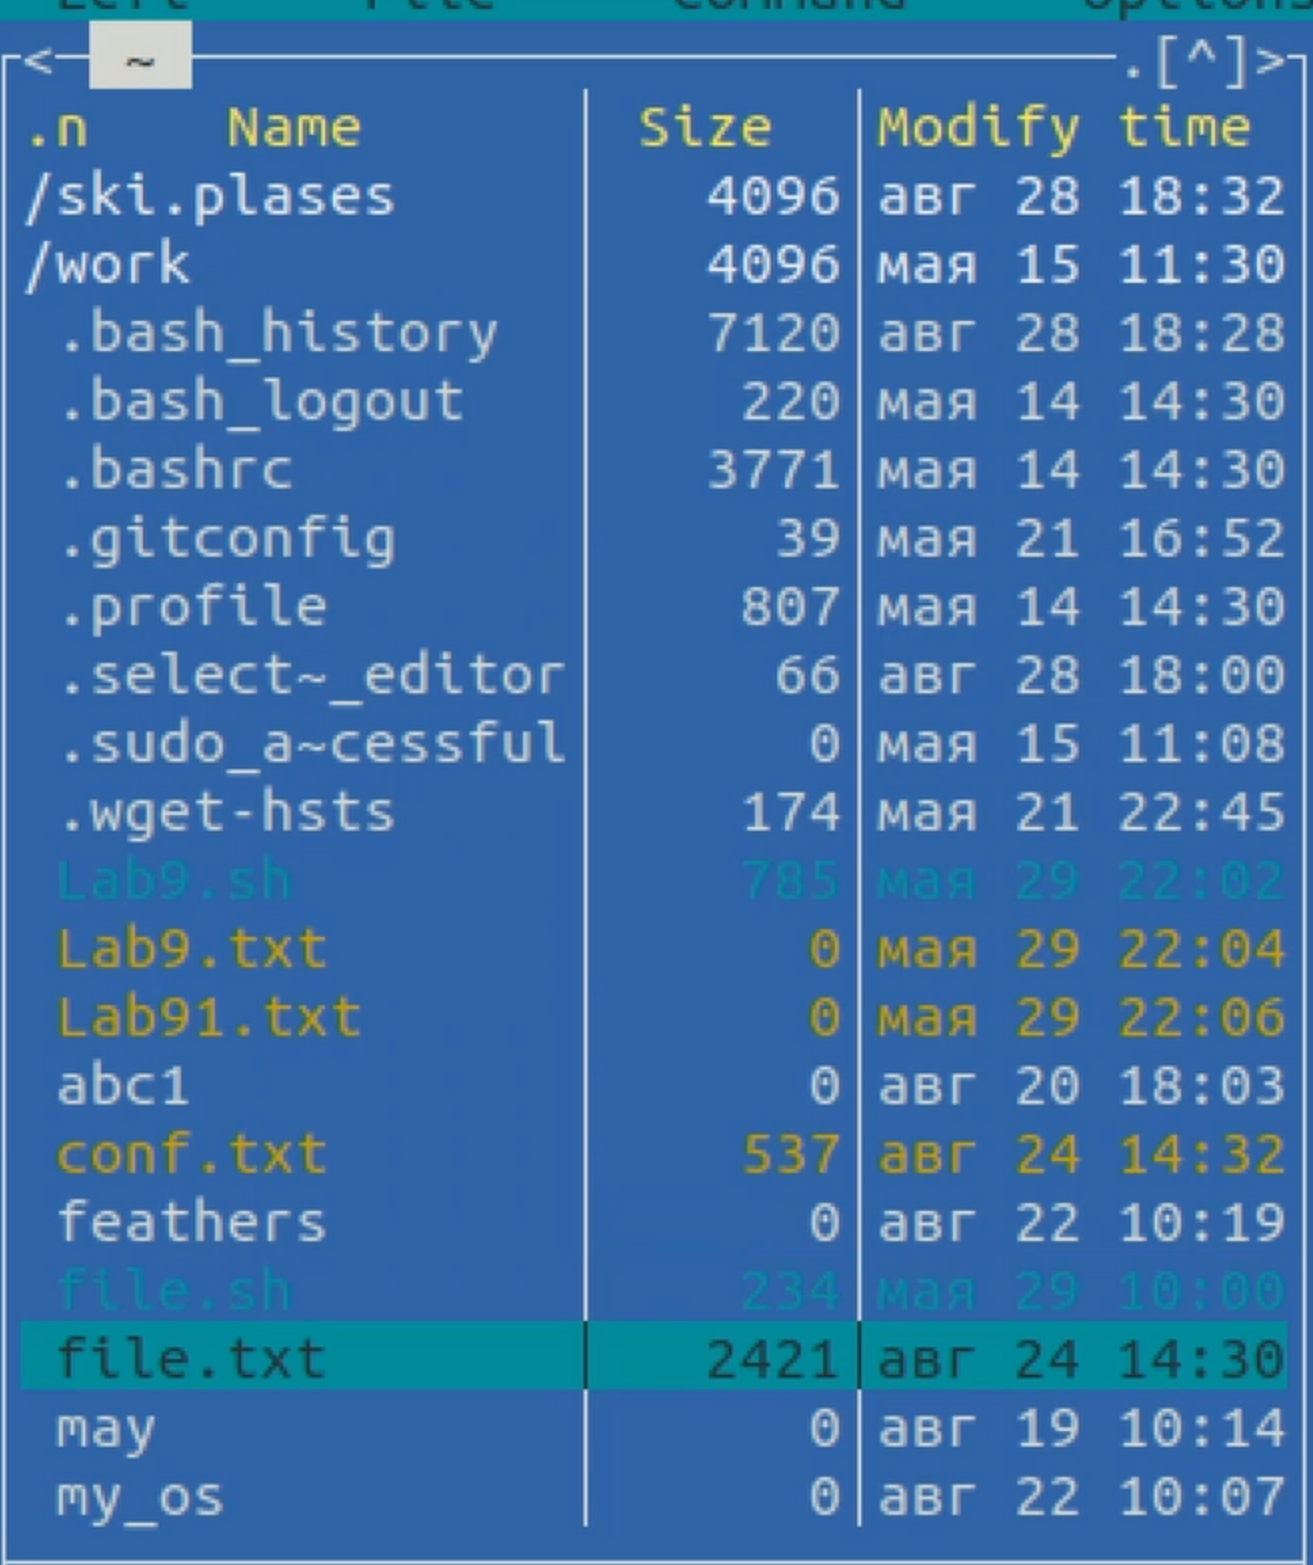 Left File Command Options
<─ ~ .[^]>
.n Name Size Modify time
/ski.plases 4096 авг 28 18:32
/work 4096 мая 15 11:30
.bash_history 7120 авг 28 18:28
.bash_logout 220 мая 14 14:30
.bashrc 3771 мая 14 14:30
.gitconfig 39 мая 21 16:52
.profile 807 мая 14 14:30
.select~_editor 66 авг 28 18:00
.sudo_a~cessful 0 мая 15 11:08
.wget-hsts 174 мая 21 22:45
Lab9.sh 785 мая 29 22:02
Lab9.txt 0 мая 29 22:04
Lab91.txt 0 мая 29 22:06
abc1 0 авг 20 18:03
conf.txt 537 авг 24 14:32
feathers 0 авг 22 10:19
file.sh 234 мая 29 10:00
file.txt 2421 авг 24 14:30
may 0 авг 19 10:14
my_os 0 авг 22 10:07